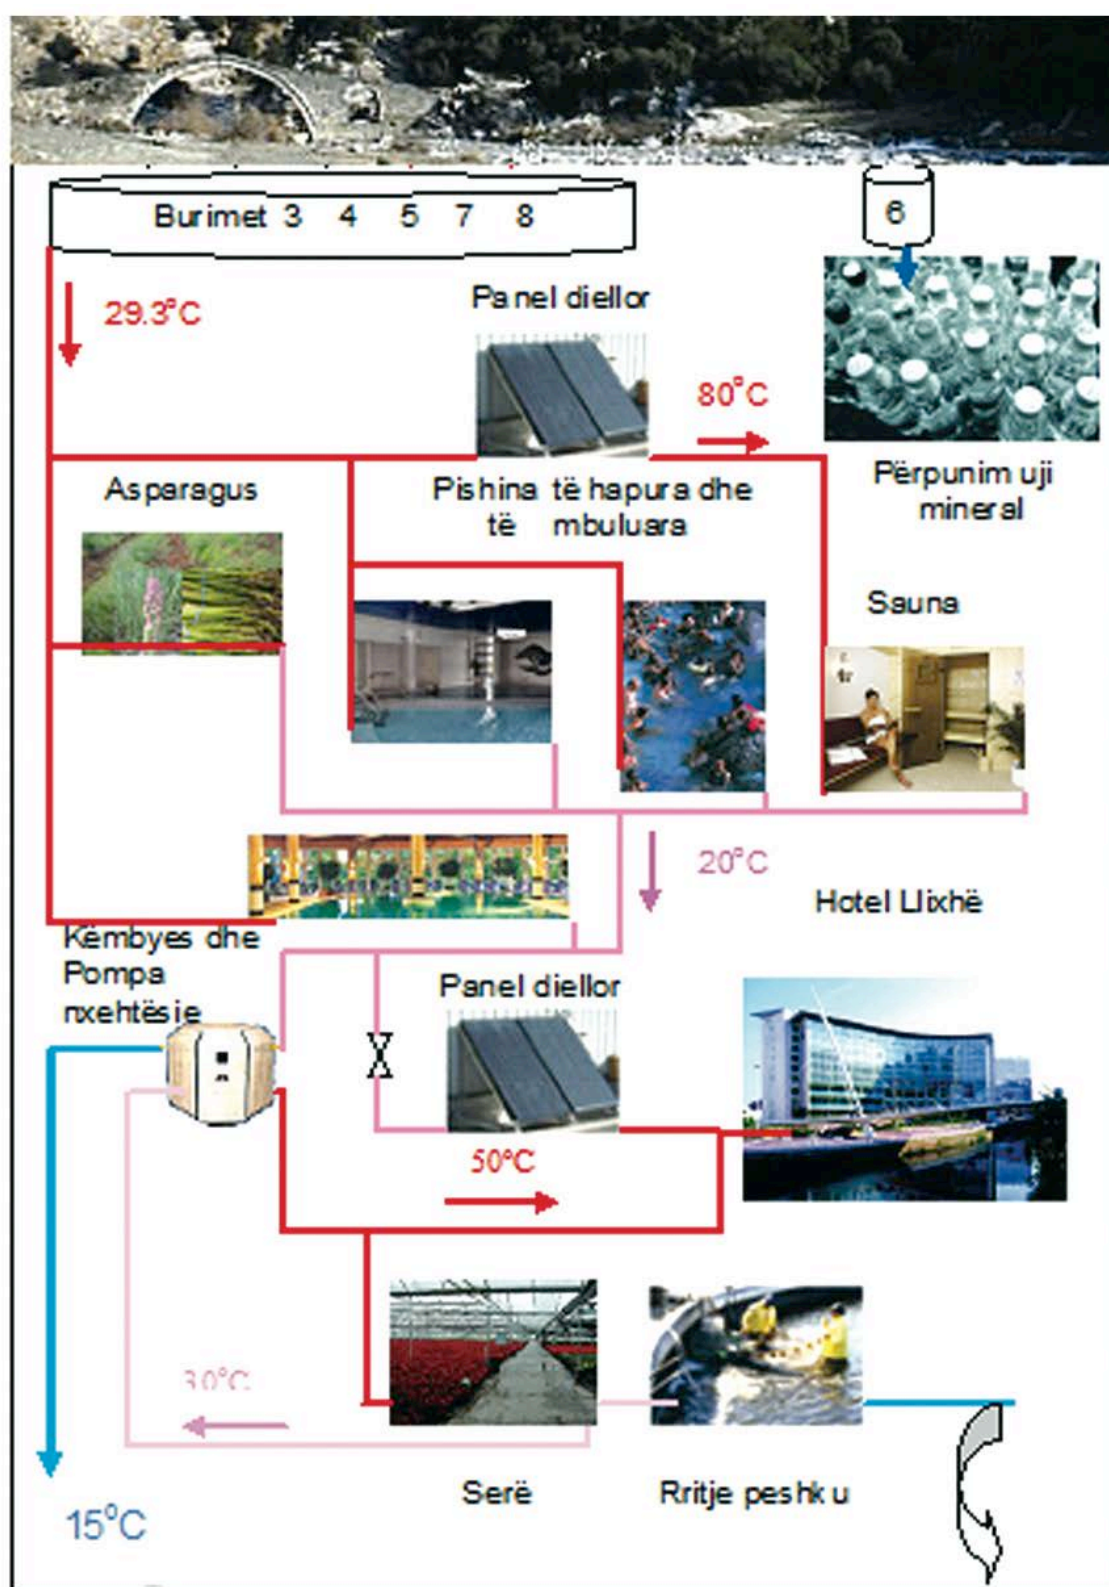 Burimet 3 4 5 7 8
6
29.3°C
Panel diellor
80°C
Përpunim uji
mineral
Asparagus
Pishina të hapura dhe
të mbuluara
Sauna
20°C
Hotel Llixhë
Këmbyes dhe
Pompa
nxehtësie
Panel diellor
50°C
30°C
Serë
Rritje peshku
15°C